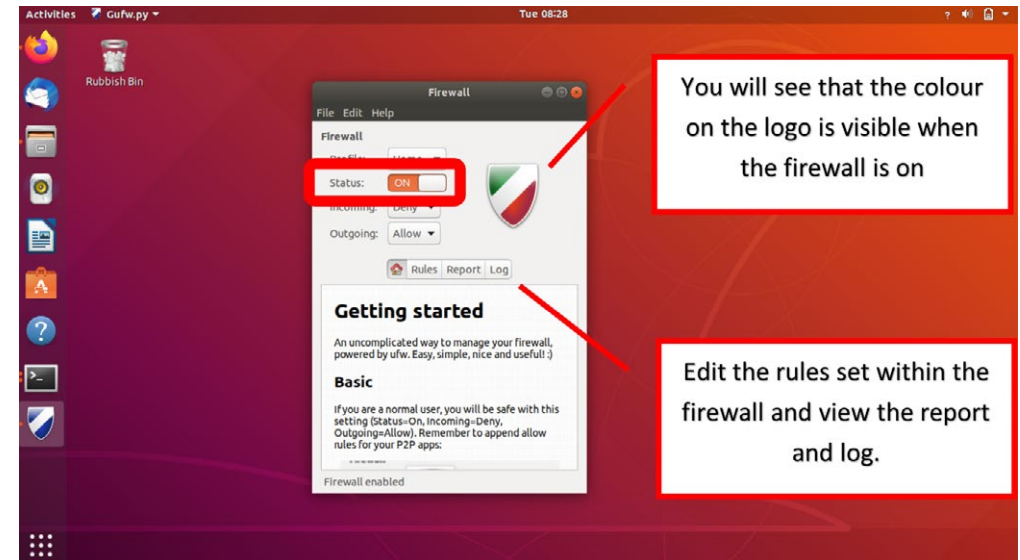 Activities Gufw.py Tue 08:28 ?
Rubbish Bin
Firewall
File Edit Help
Firewall
Profile: Home
Status: ON
Incoming: Deny
Outgoing: Allow
Rules Report Log
Getting started
An uncomplicated way to manage your firewall,
powered by ufw. Easy, simple, nice and useful! :)
Basic
If you are a normal user, you will be safe with this
setting (Status=On, Incoming=Deny,
Outgoing=Allow). Remember to append allow
rules for your P2P apps:
Firewall enabled
You will see that the colour
on the logo is visible when
the firewall is on
Edit the rules set within the
firewall and view the report
and log.